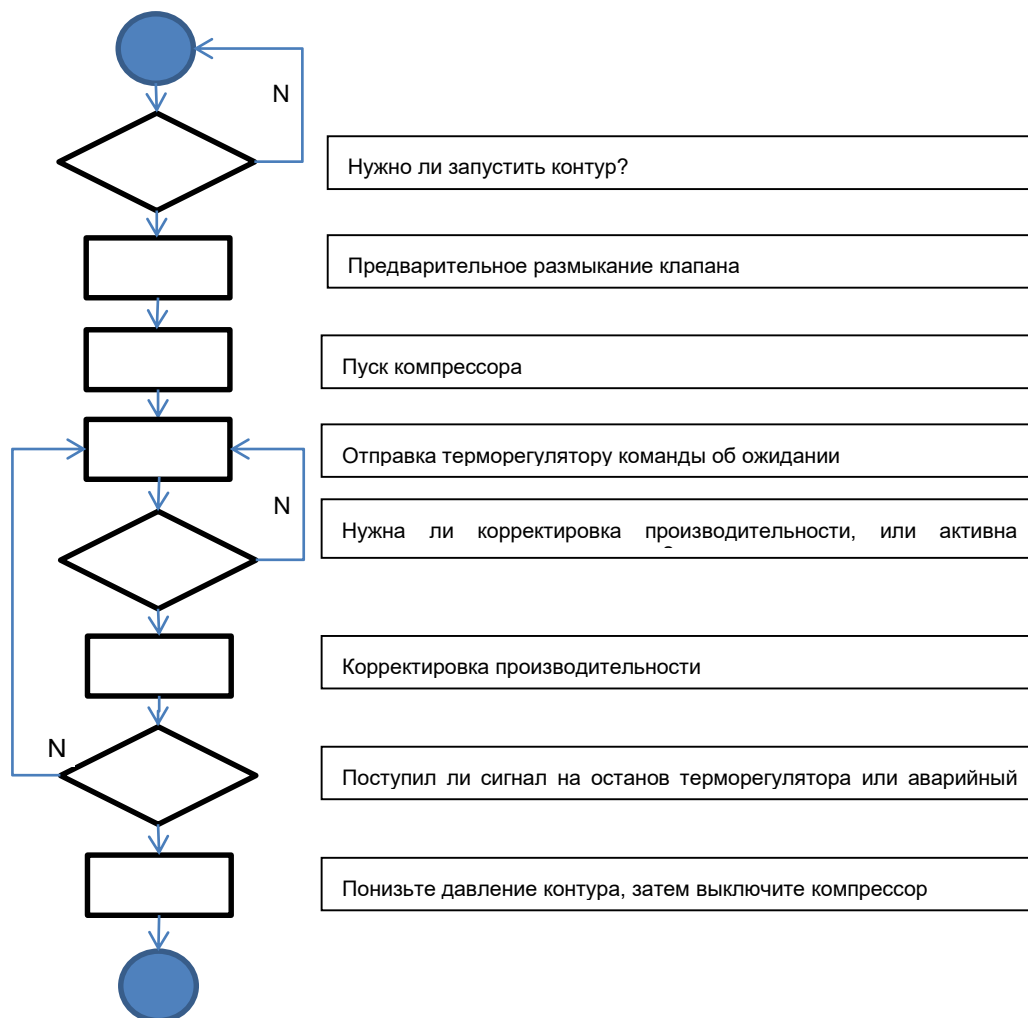 N
Нужно ли запустить контур?
Предварительное размыкание клапана
Пуск компрессора
Отправка терморегулятору команды об ожидании
N
Нужна ли корректировка производительности, или активна
Корректировка производительности
N
Поступил ли сигнал на останов терморегулятора или аварийный
Понизьте давление контура, затем выключите компрессор